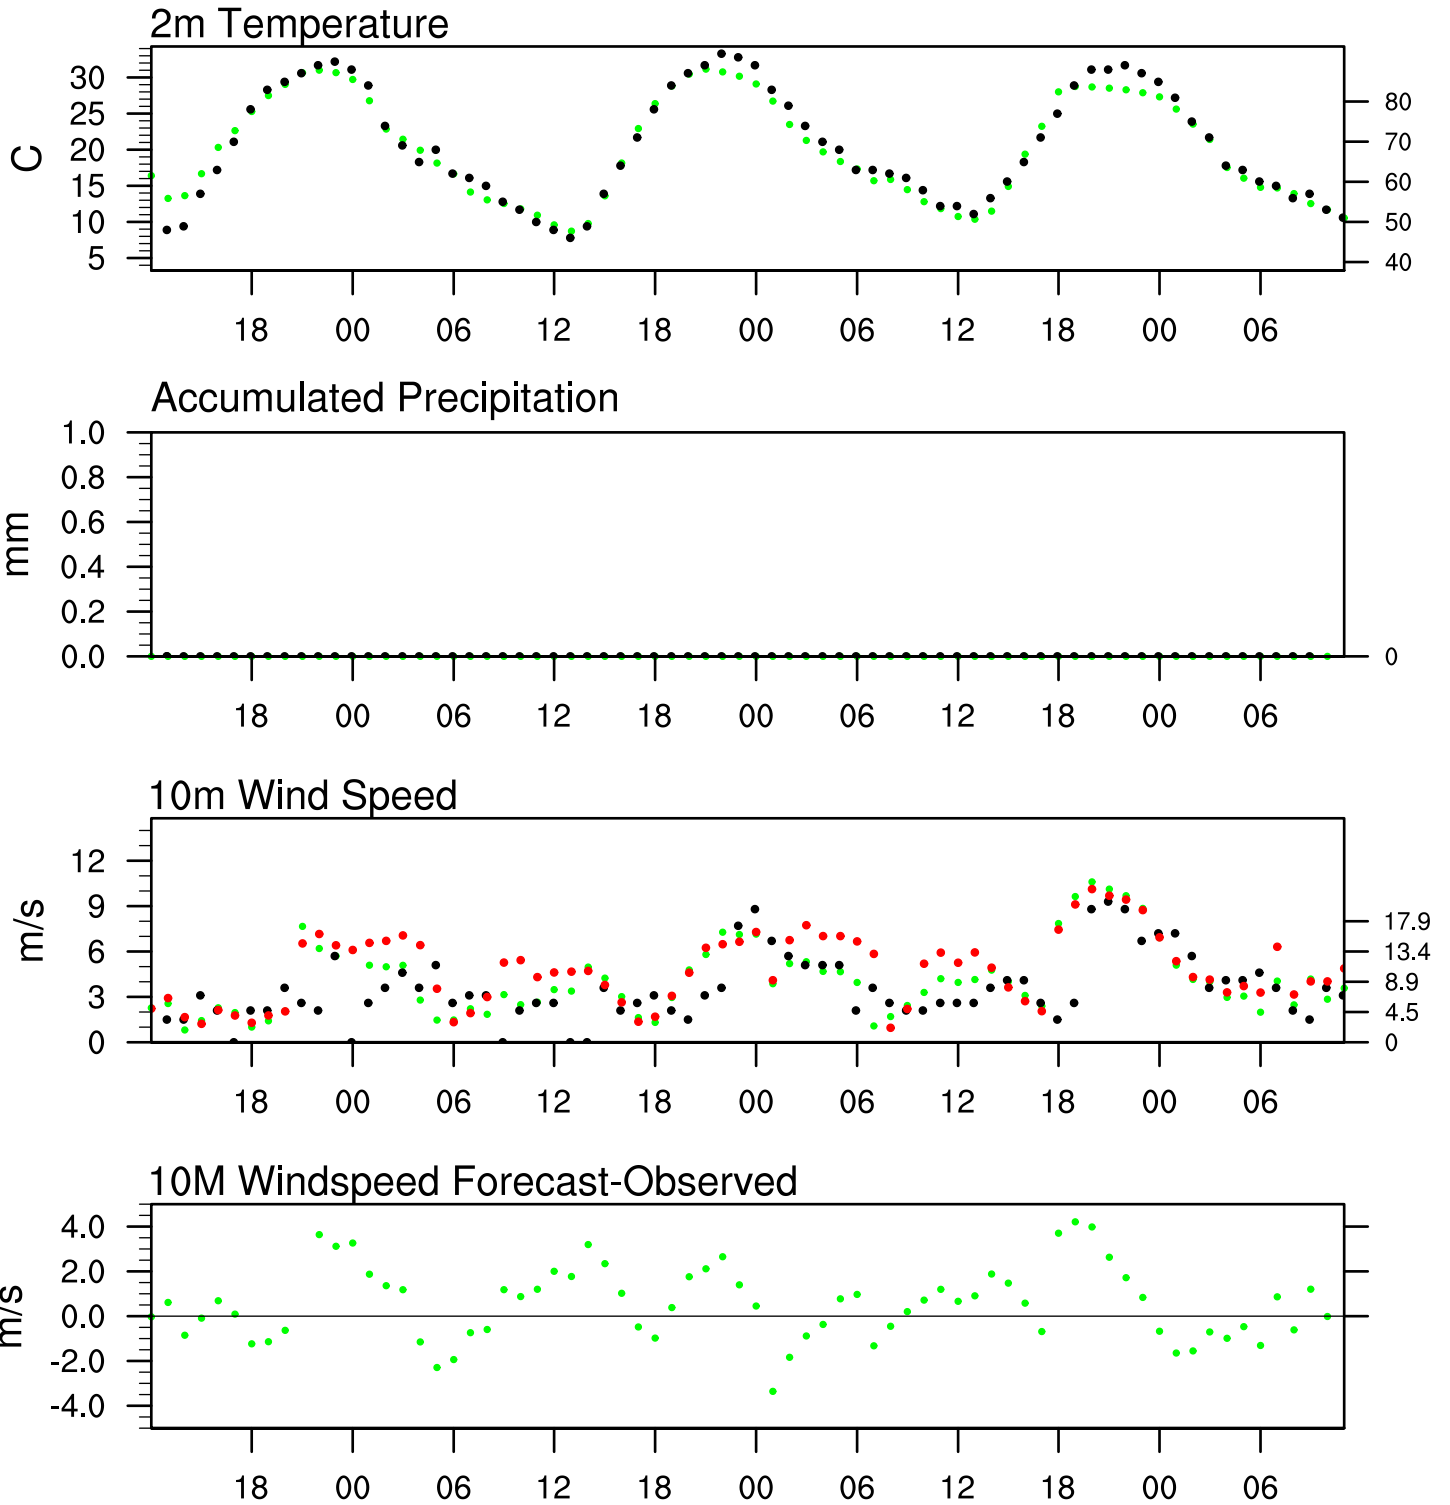 2m Temperature
30
25
20
15
10
5
C
80
70
60
50
40
18 00 06 12 18 00 06 12 18 00 06
Accumulated Precipitation
1.0
0.8
0.6
0.4
0.2
0.0
mm
0
18 00 06 12 18 00 06 12 18 00 06
10m Wind Speed
12
9
6
3
0
m/s
17.9
13.4
8.9
4.5
0
18 00 06 12 18 00 06 12 18 00 06
10M Windspeed Forecast-Observed
4.0
2.0
0.0
-2.0
-4.0
m/s
18 00 06 12 18 00 06 12 18 00 06